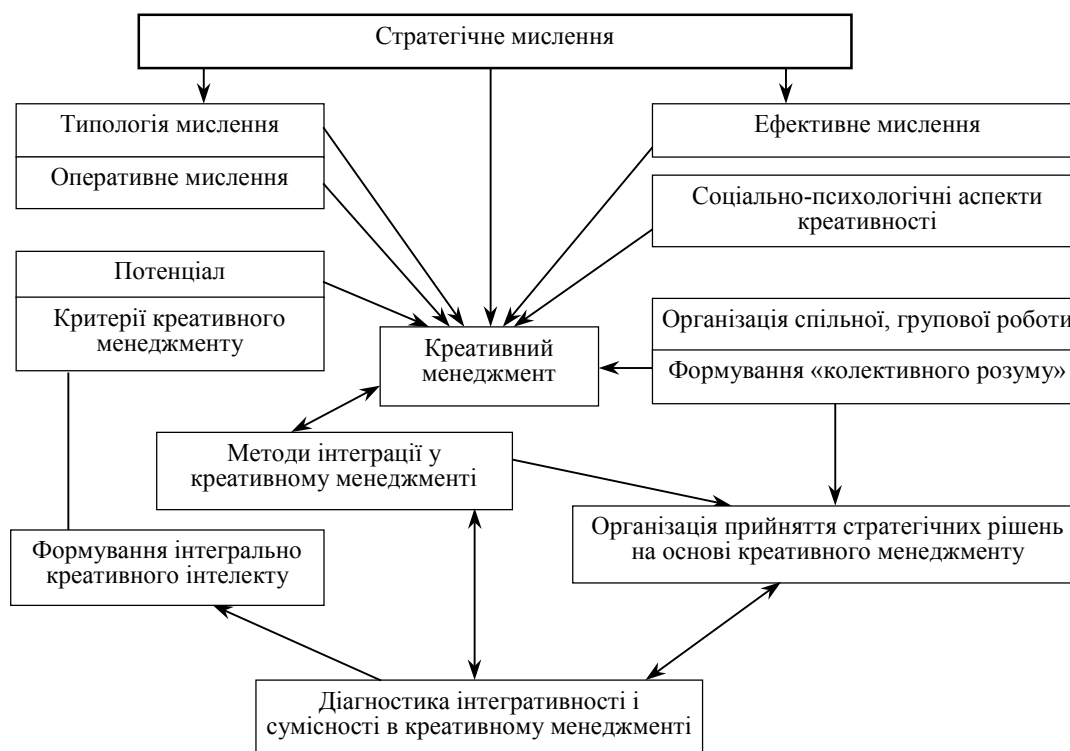 Стратегічне мислення
Типологія мислення
Оперативне мислення
Ефективне мислення
Соціально-психологічні аспекти
креативності
Потенціал
Критерії креативного
менеджменту
Креативний
менеджмент
Організація спільної, групової роботи
Формування «колективного розуму»
Методи інтеграції у
креативному менеджменті
Формування інтегрально
креативного інтелекту
Організація прийняття стратегічних рішень
на основі креативного менеджменту
Діагностика інтегративності і
сумісності в креативному менеджменті